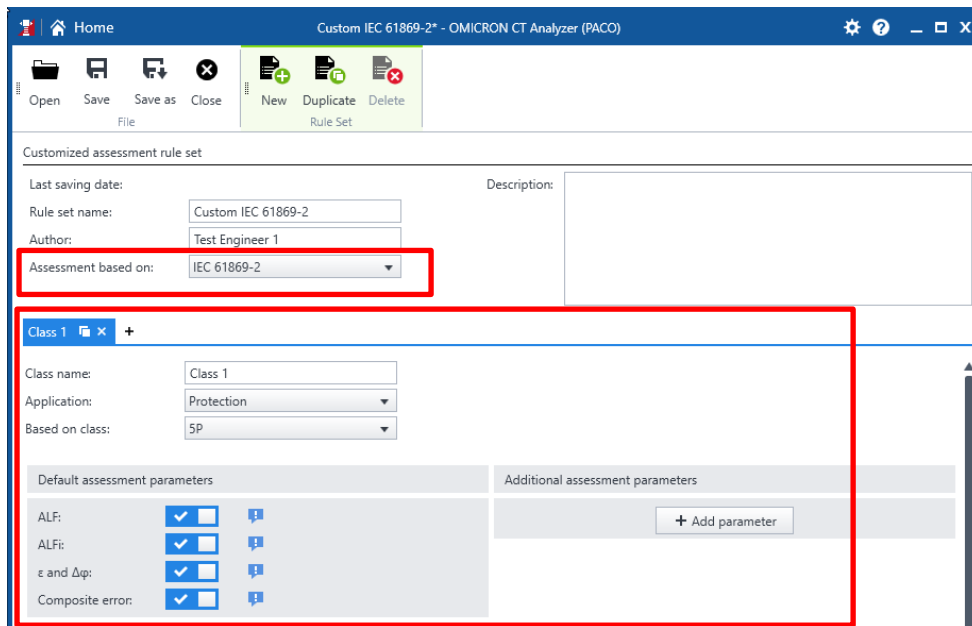 Home
Custom IEC 61869-2* - OMICRON CT Analyzer (PACO)
Open Save Save as Close New Duplicate Delete
File Rule Set
Customized assessment rule set
Last saving date: Description:
Rule set name: Custom IEC 61869-2
Author: Test Engineer 1
Assessment based on: IEC 61869-2
Class 1
Class name: Class 1
Application: Protection
Based on class: 5P
Default assessment parameters Additional assessment parameters
ALF: + Add parameter
ALFi:
ε and Δφ:
Composite error: